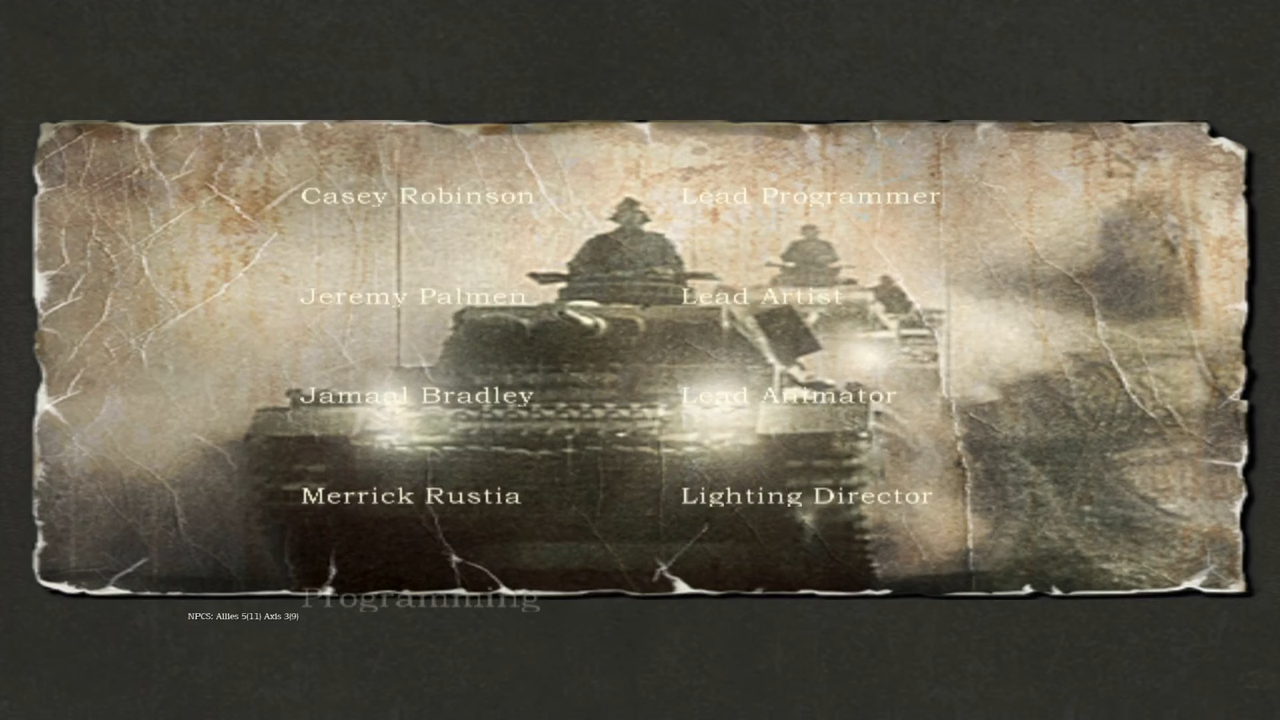 Casey Robinson Lead Programmer
Jeremy Palmen Lead Artist
Jamaal Bradley Lead Animator
Merrick Rustia Lighting Director
Programming
NPCS: Allies 5(11) Axis 3(9)